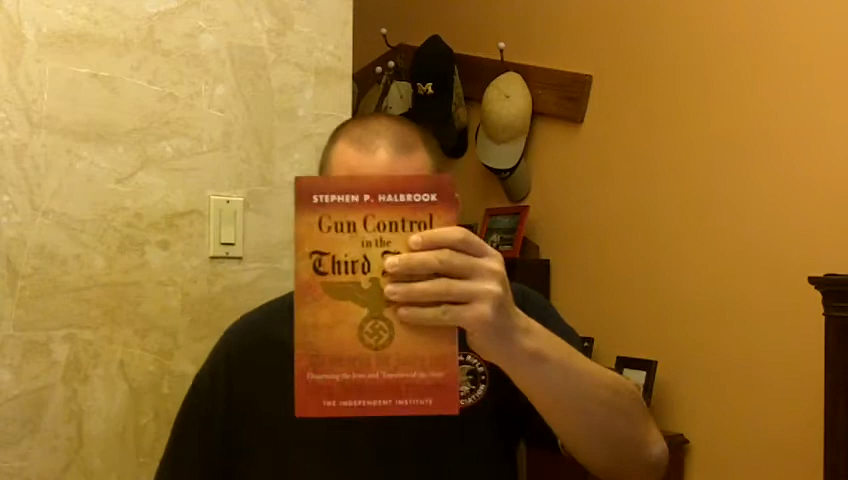 M
STEPHEN P. HALBROOK
Gun Control
in the
Third
Disarming the Jews and "Enemies of the State"
THE INDEPENDENT INSTITUTE